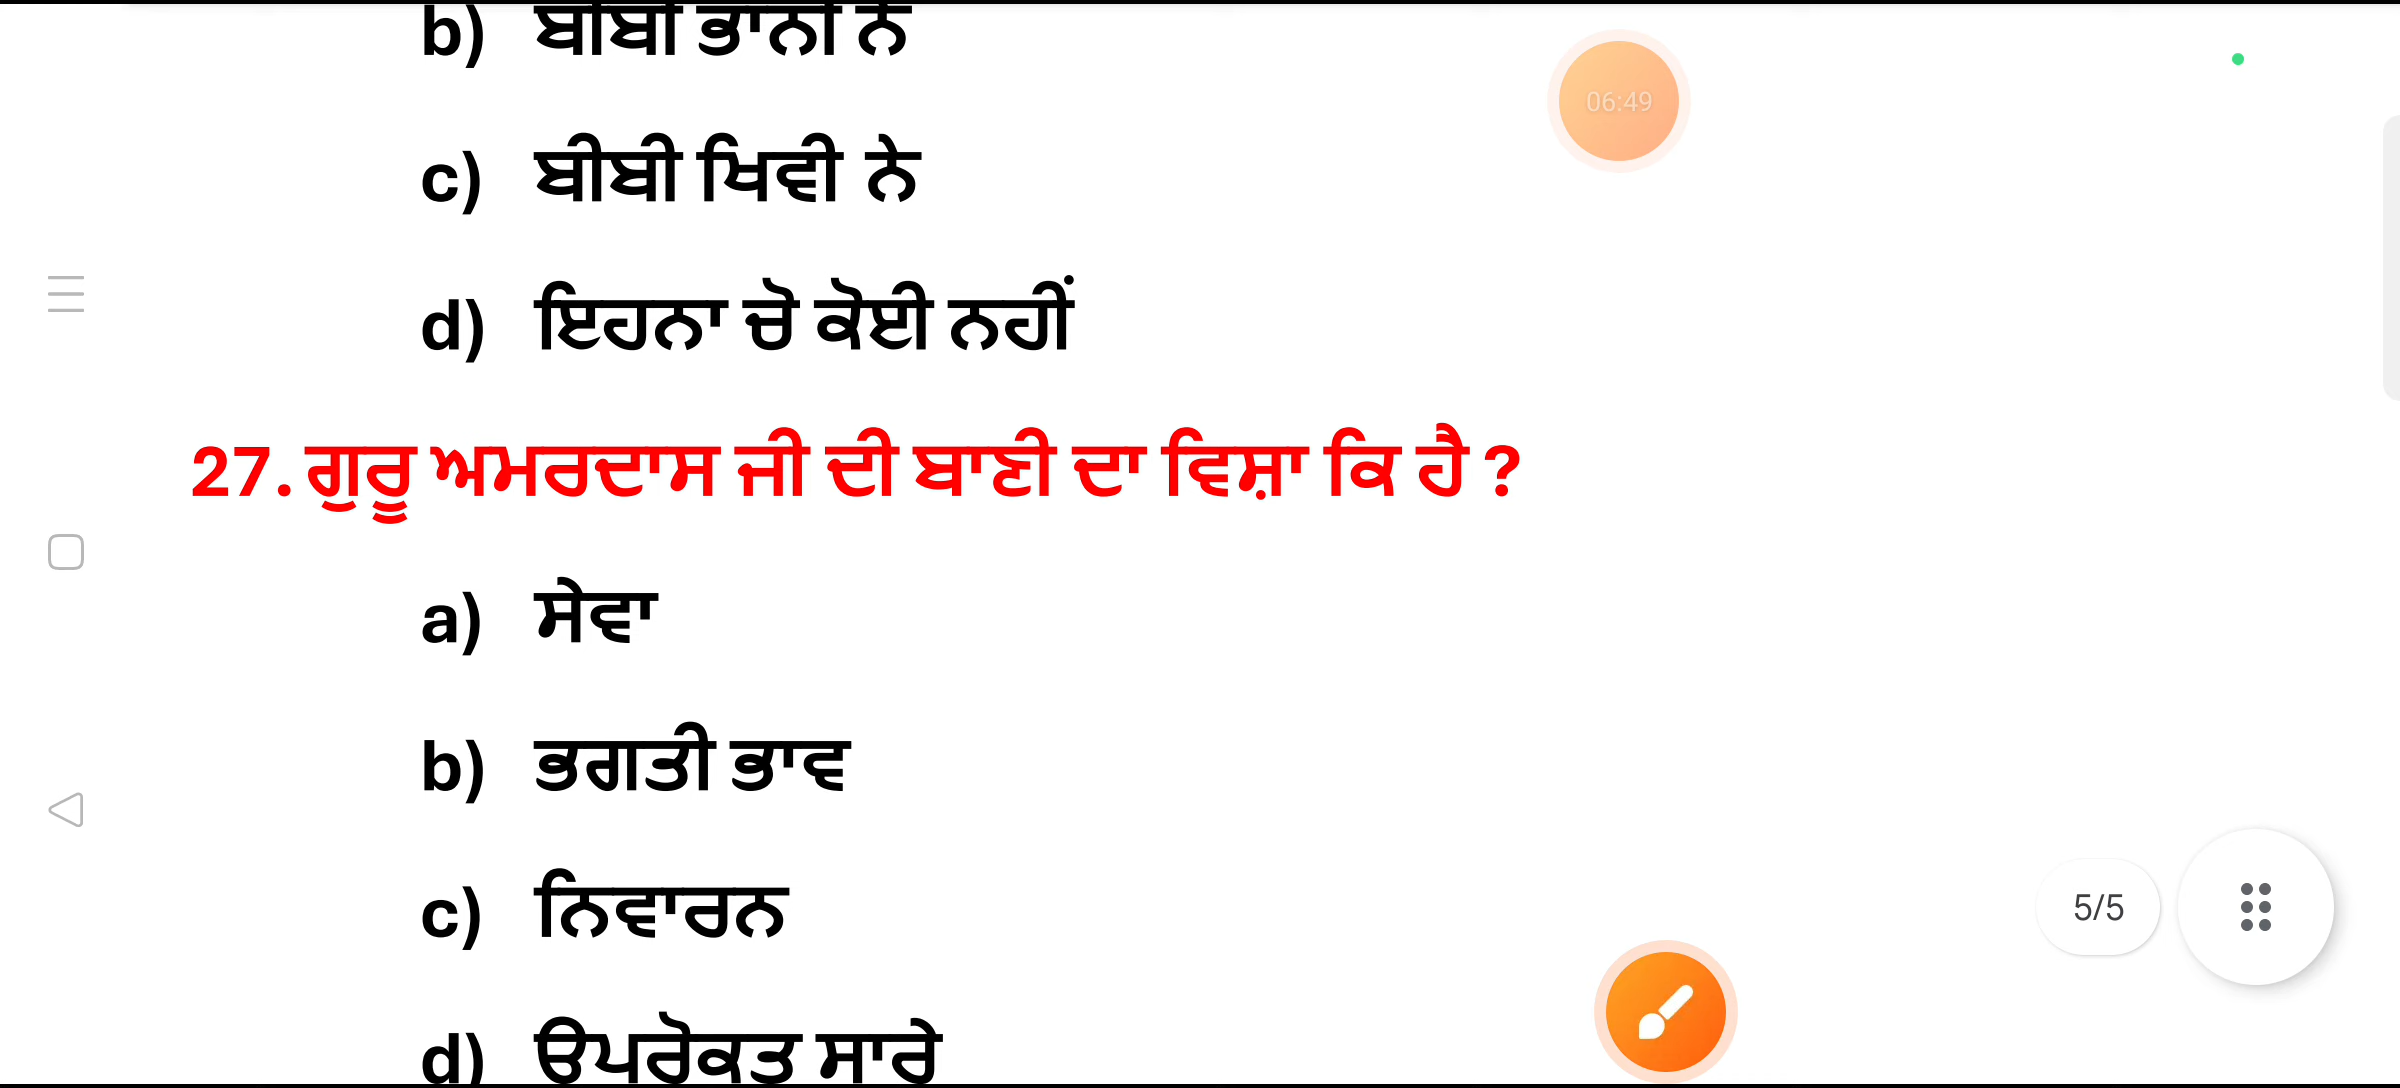 b) ਬੀਬੀ ਭਾਨੀ ਨੇ
06:49
c) ਬੀਬੀ ਖਿਵੀ ਨੇ
d) ਇਹਨਾ ਚੋ ਕੋਈ ਨਹੀਂ
27. ਗੁਰੂ ਅਮਰਦਾਸ ਜੀ ਦੀ ਬਾਣੀ ਦਾ ਵਿਸ਼ਾ ਕਿ ਹੈ ?
a) ਸੇਵਾ
b) ਭਗਤੀ ਭਾਵ
c) ਨਿਵਾਰਨ
5/5
d) ਉਪਰੋਕਤ ਸਾਰੇ